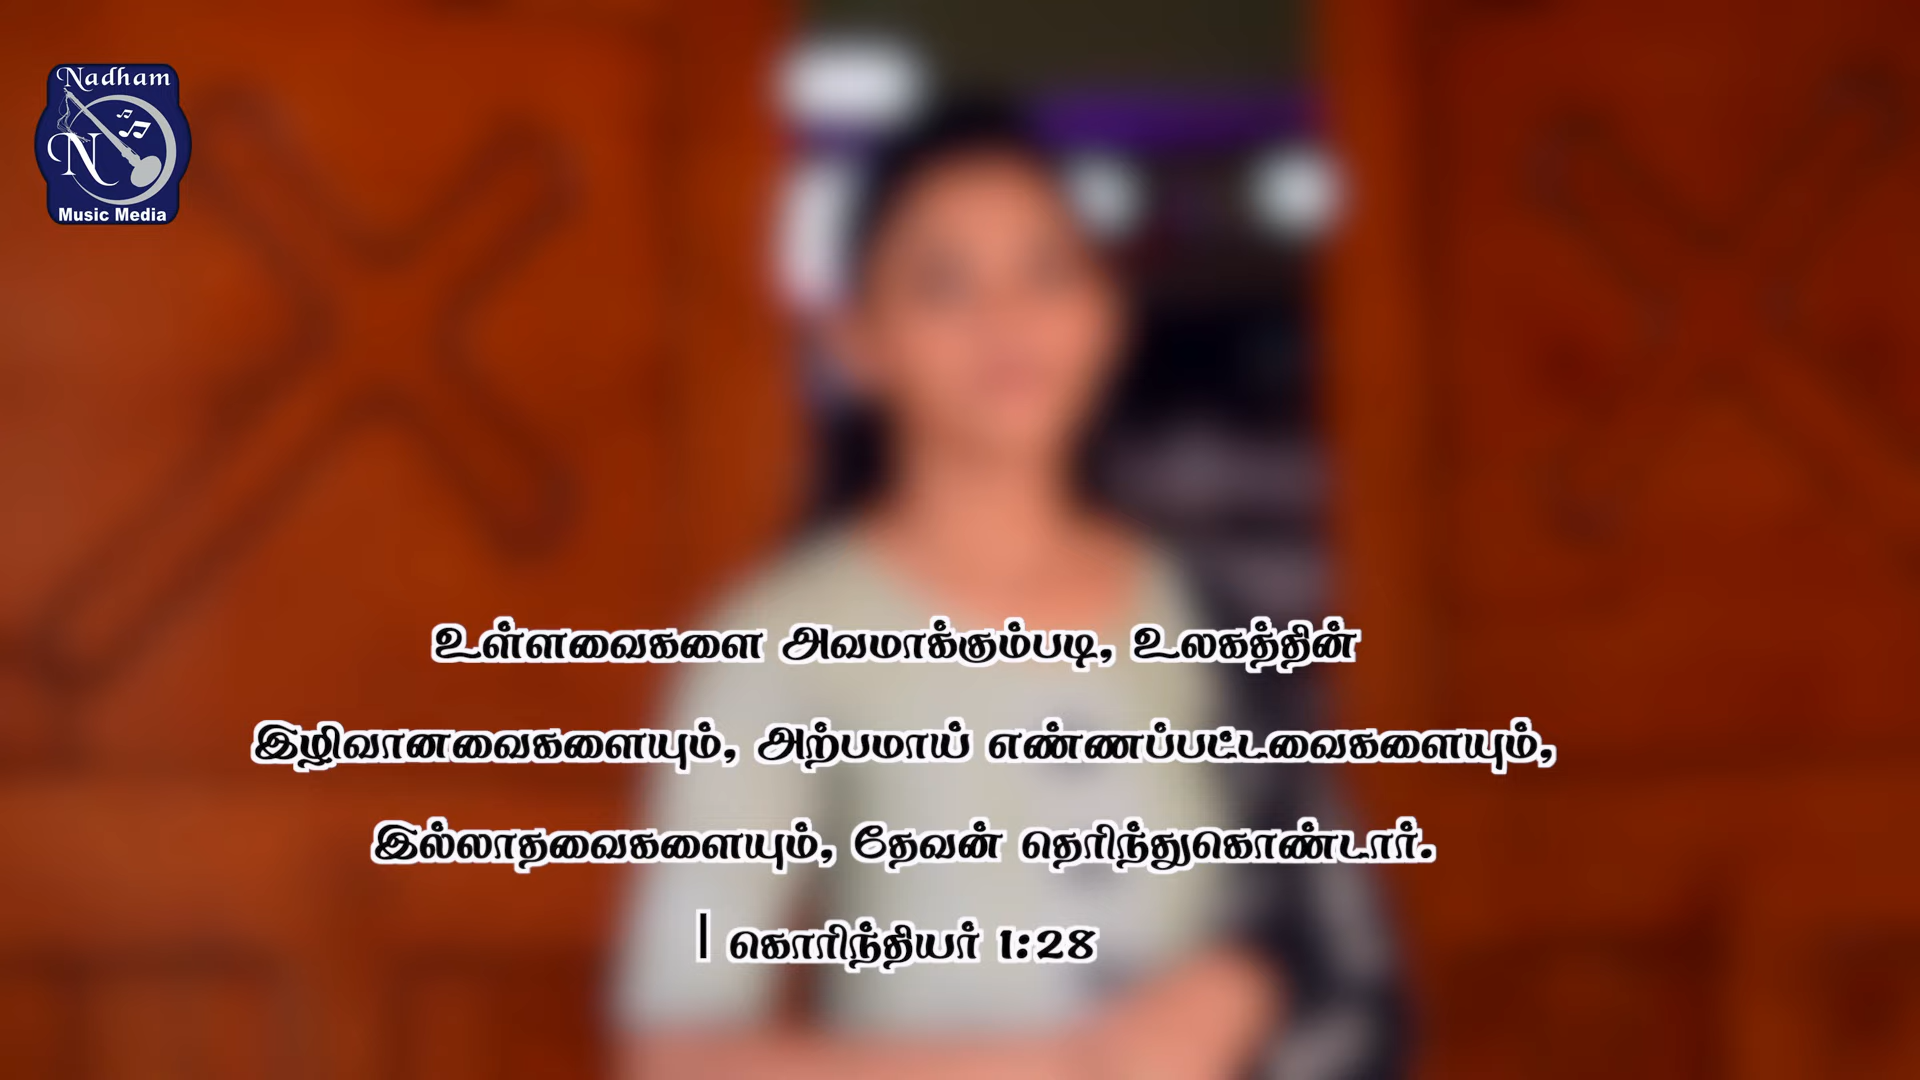 Nadham
N
Music Media
உள்ளவைகளை அவமாக்கும்படி, உலகத்தின்
இழிவானவைகளையும், அற்பமாய் எண்ணப்பட்டவைகளையும்,
இல்லாதவைகளையும், தேவன் தெரிந்துகொண்டார்.
I கொரிந்தியர் 1:28